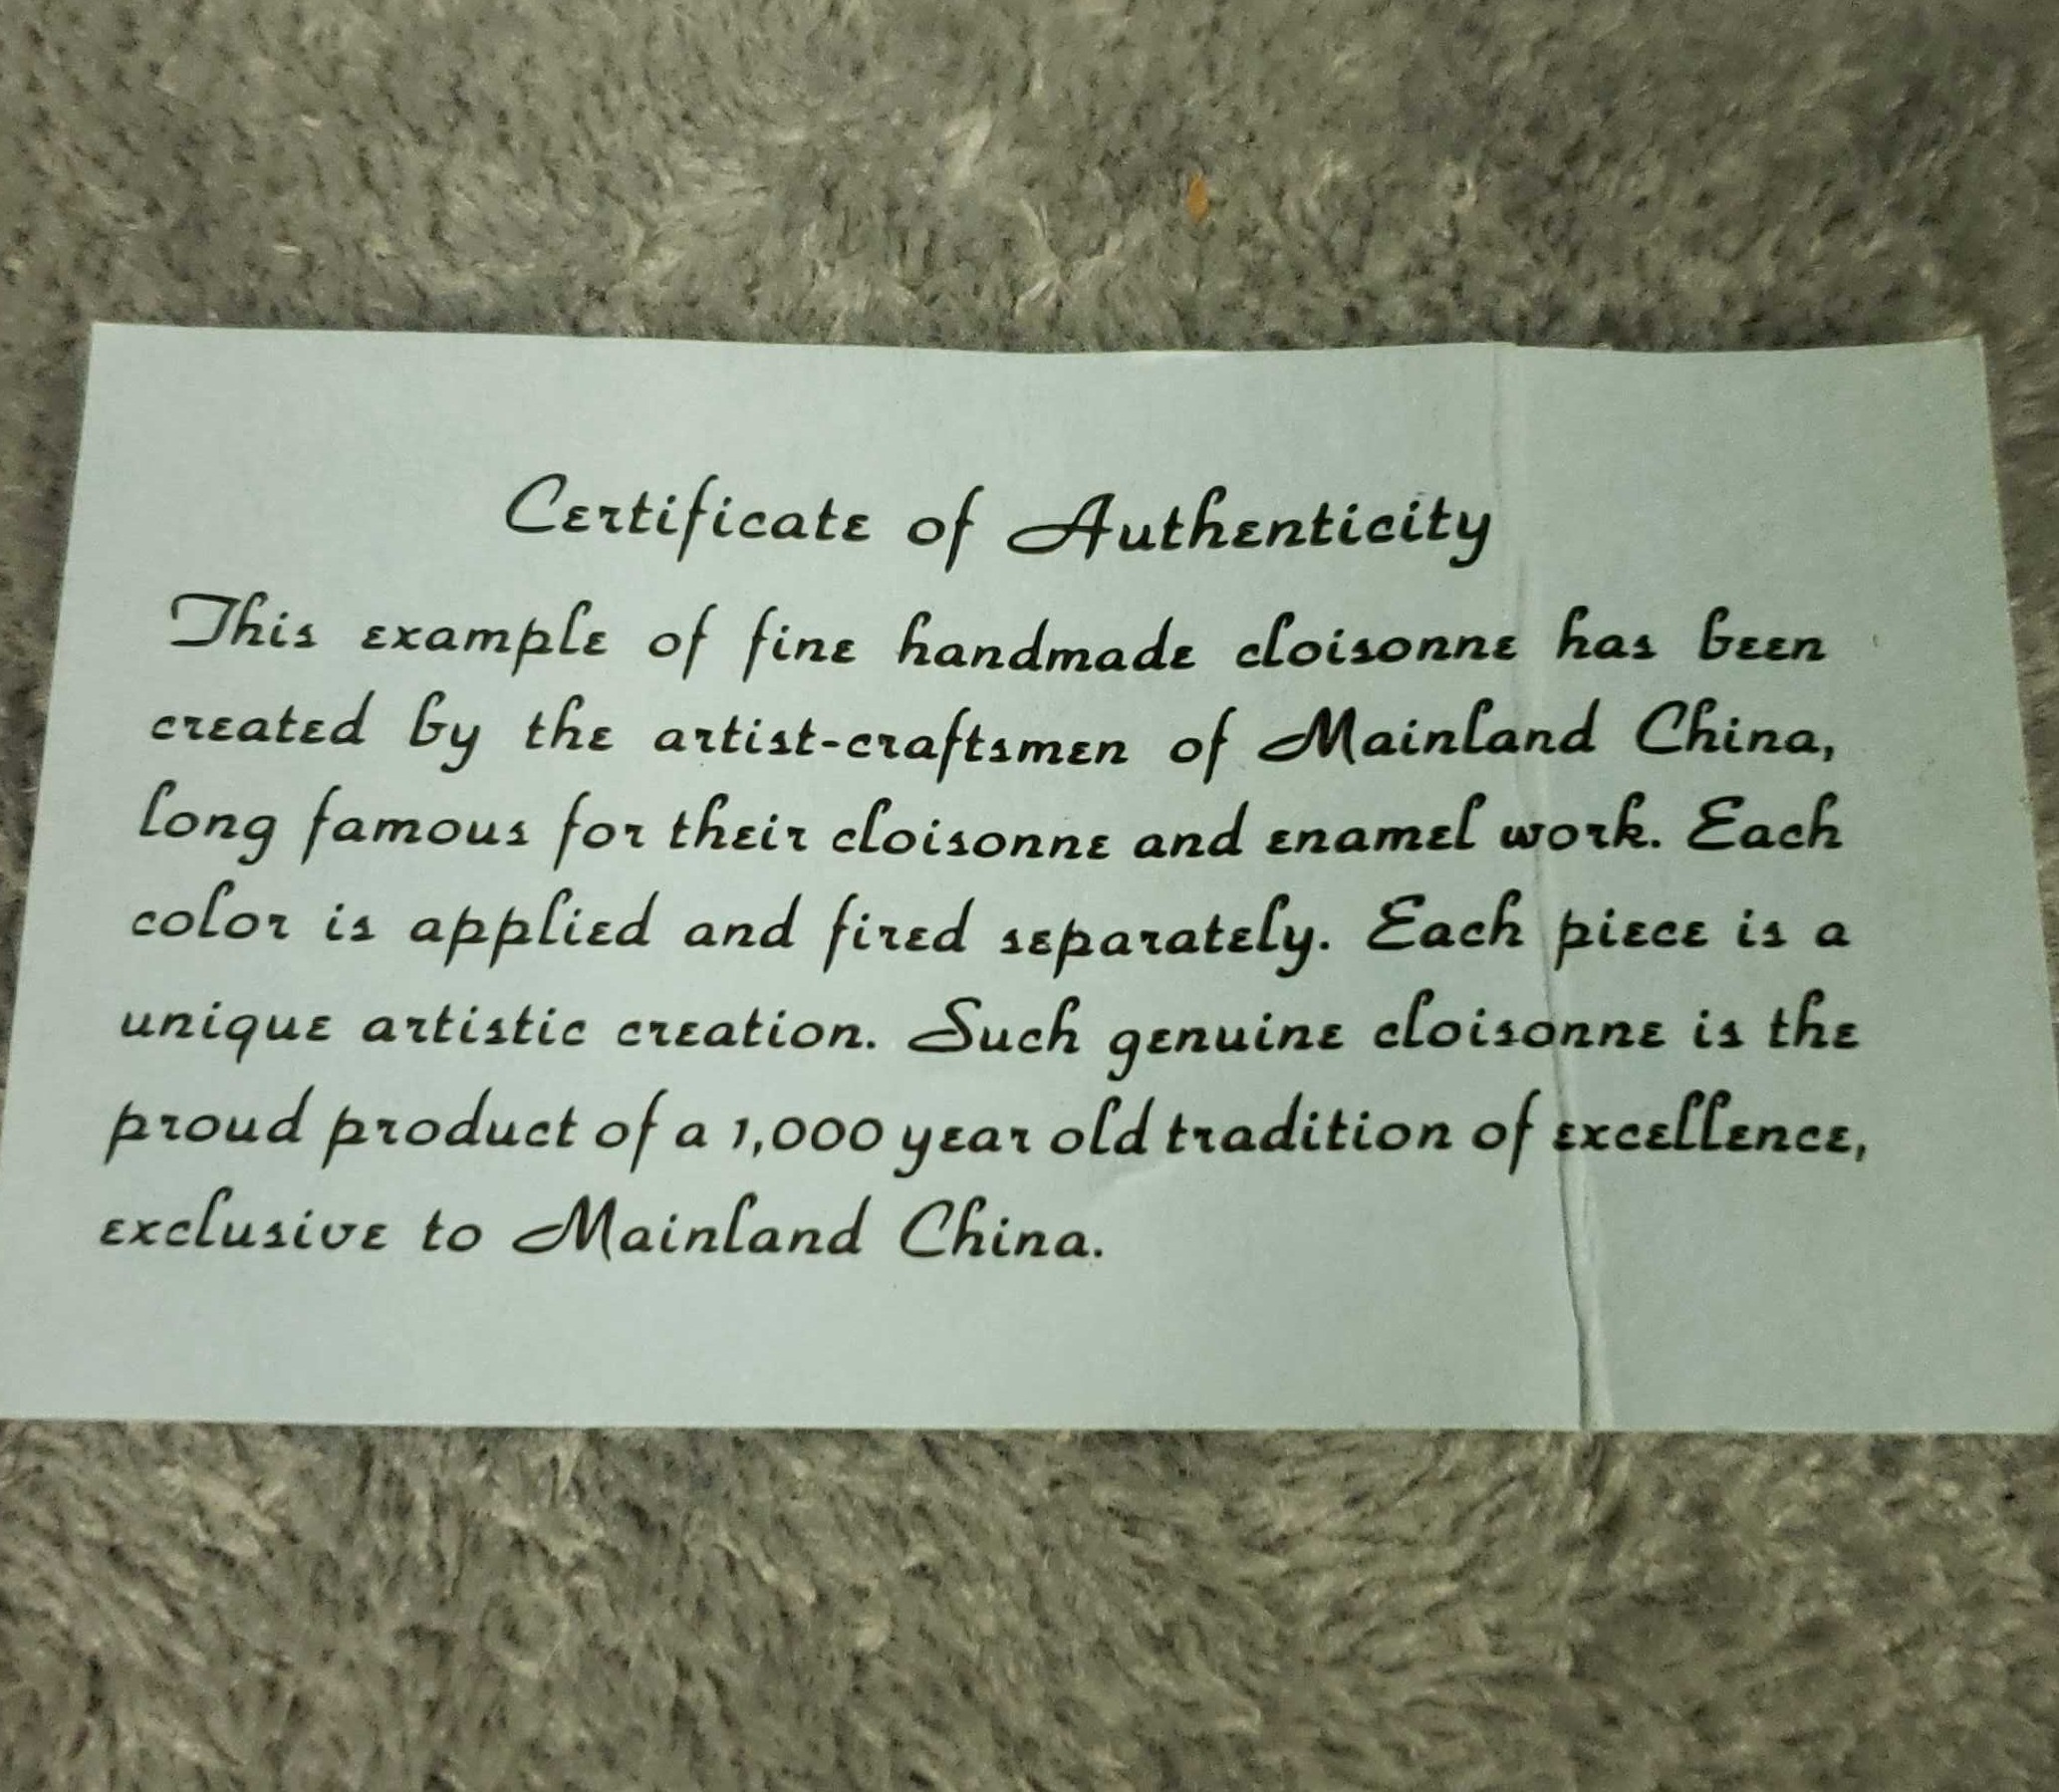 Certificate of Authenticity
This example of fine handmade cloisonne has been
created by the artist-craftsmen of Mainland China,
long famous for their cloisonne and enamel work. Each
color is applied and fired separately. Each piece is a
unique artistic creation. Such genuine cloisonne is the
proud product of a 1,000 year old tradition of excellence,
exclusive to Mainland China.